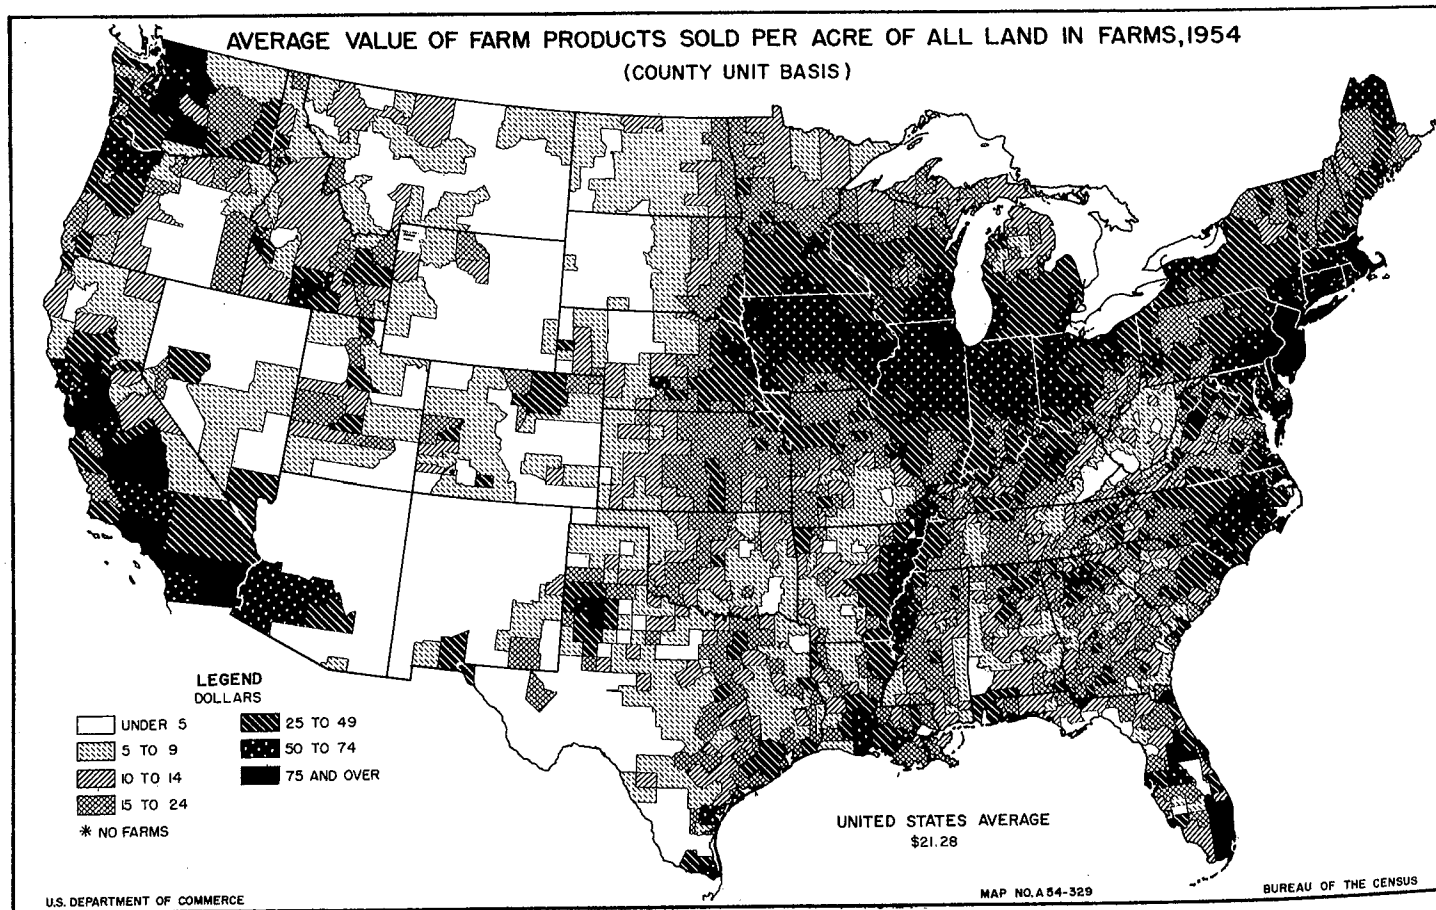 AVERAGE VALUE OF FARM PRODUCTS SOLD PER ACRE OF ALL LAND IN FARMS, 1954
(COUNTY UNIT BASIS)
LEGEND
DOLLARS
UNDER 5
5 TO 9
10 TO 14
15 TO 24
* NO FARMS
25 TO 49
50 TO 74
75 AND OVER
UNITED STATES AVERAGE
$21.28
U.S. DEPARTMENT OF COMMERCE
MAP NO. A54-329
BUREAU OF THE CENSUS